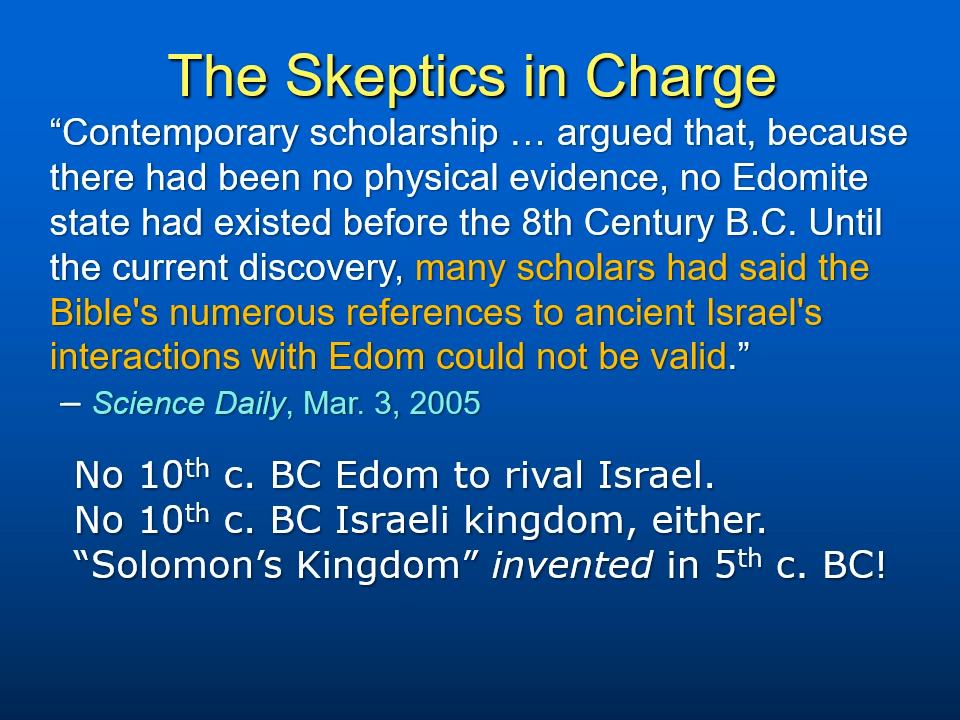 The Skeptics in Charge
“Contemporary scholarship … argued that, because
there had been no physical evidence, no Edomite
state had existed before the 8th Century B.C. Until
the current discovery, many scholars had said the
Bible's numerous references to ancient Israel's
interactions with Edom could not be valid.”
– Science Daily, Mar. 3, 2005
No 10th c. BC Edom to rival Israel.
No 10th c. BC Israeli kingdom, either.
“Solomon’s Kingdom” invented in 5th c. BC!